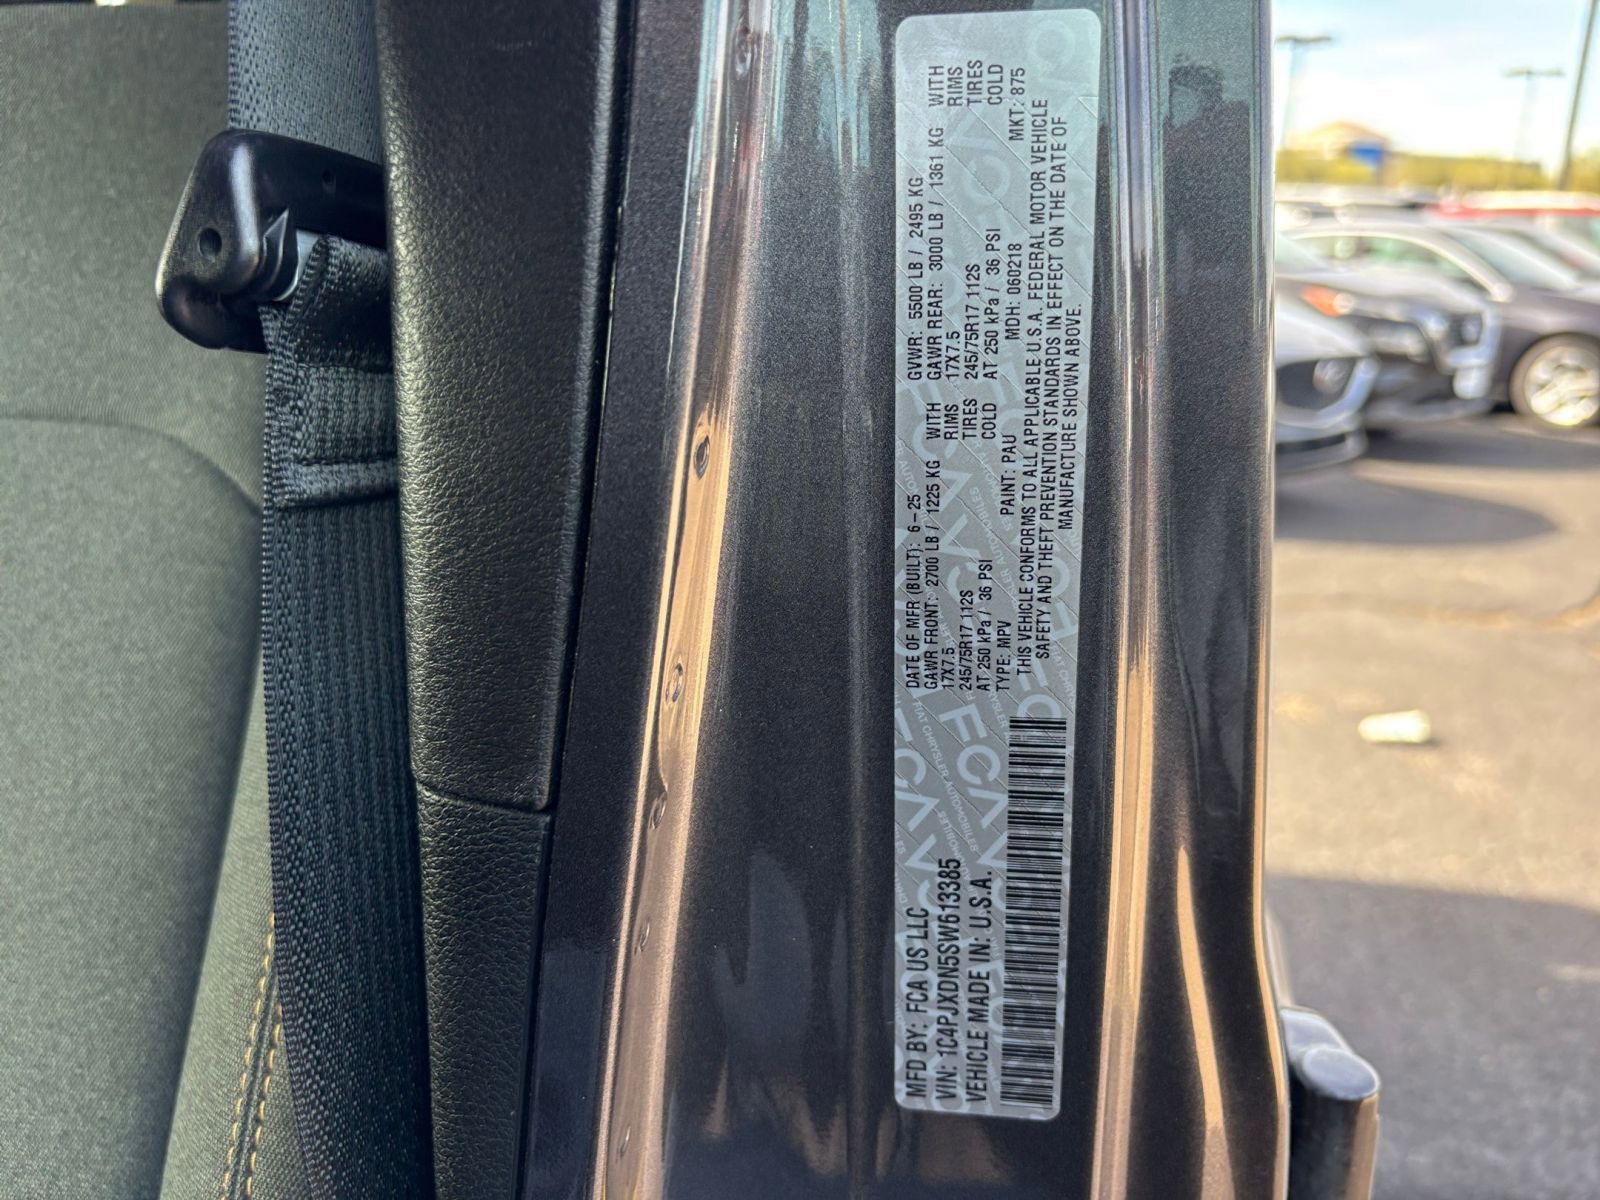 MFD BY: FCA US LLC
DATE OF MFR (BUILT): 6-25
GVWR: 5500 LB / 2495 KG
VIN: 1C4PJXDN5SW613385
GAWR FRONT: 2700 LB / 1225 KG WITH
GAWR REAR: 3000 LB / 1361 KG WITH
VEHICLE MADE IN: U.S.A.
17X7.5 RIMS
17X7.5 RIMS
245/75R17 112S TIRES
245/75R17 112S TIRES
AT 250 kPa / 36 PSI COLD
AT 250 kPa / 36 PSI COLD
TYPE: MPV PAINT: PAU MDH: 060218 MKT: 875
THIS VEHICLE CONFORMS TO ALL APPLICABLE U.S.A. FEDERAL MOTOR VEHICLE
SAFETY AND THEFT PREVENTION STANDARDS IN EFFECT ON THE DATE OF
MANUFACTURE SHOWN ABOVE.
FCA
FIAT CHRYSLER AUTOMOBILES